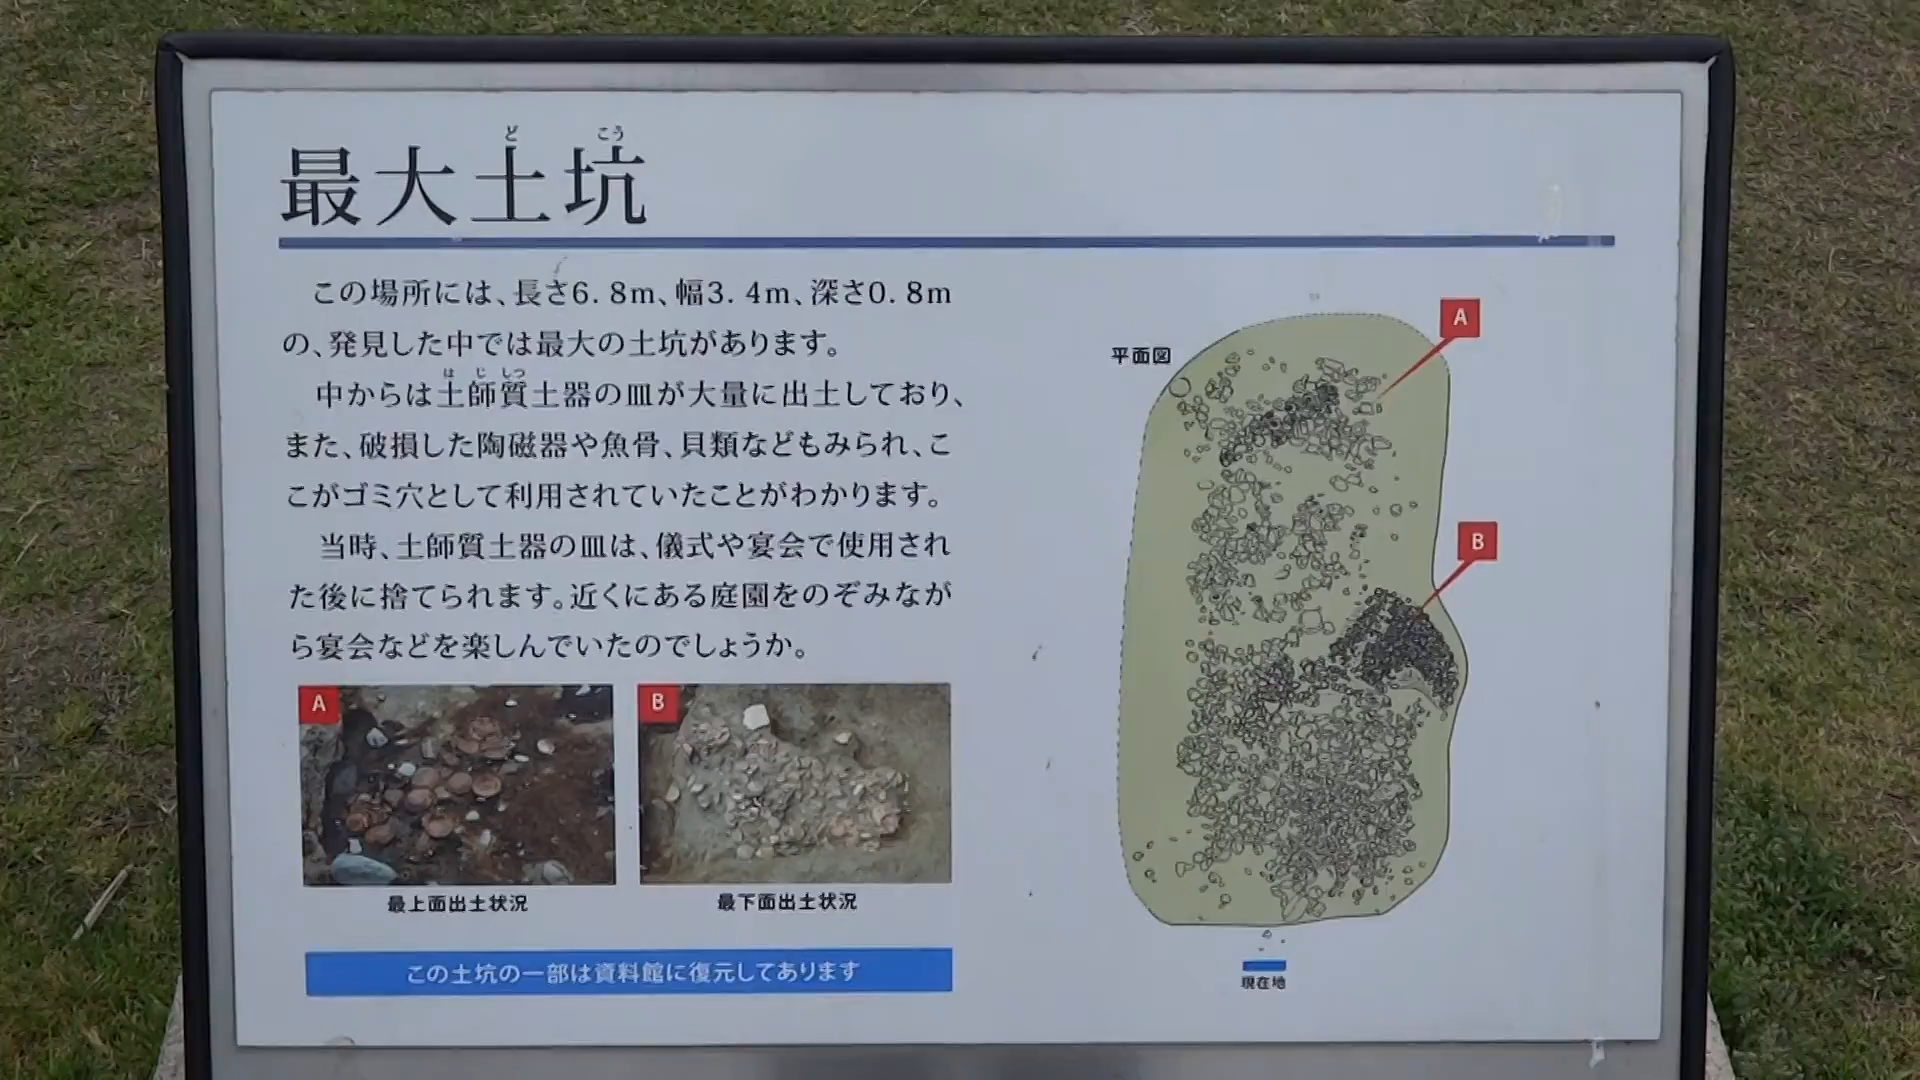 最大土坑
どこう
この場所には、長さ6.8m、幅3.4m、深さ0.8m
の、発見した中では最大の土坑があります。
はじしつ
中からは土師質土器の皿が大量に出土しており、
また、破損した陶磁器や魚骨、貝類などもみられ、こ
こがゴミ穴として利用されていたことがわかります。
当時、土師質土器の皿は、儀式や宴会で使用され
た後に捨てられます。近くにある庭園をのぞみなが
ら宴会などを楽しんでいたのでしょうか。
A
最上面出土状況
B
最下面出土状況
この土坑の一部は資料館に復元してあります
平面図
A
B
現在地